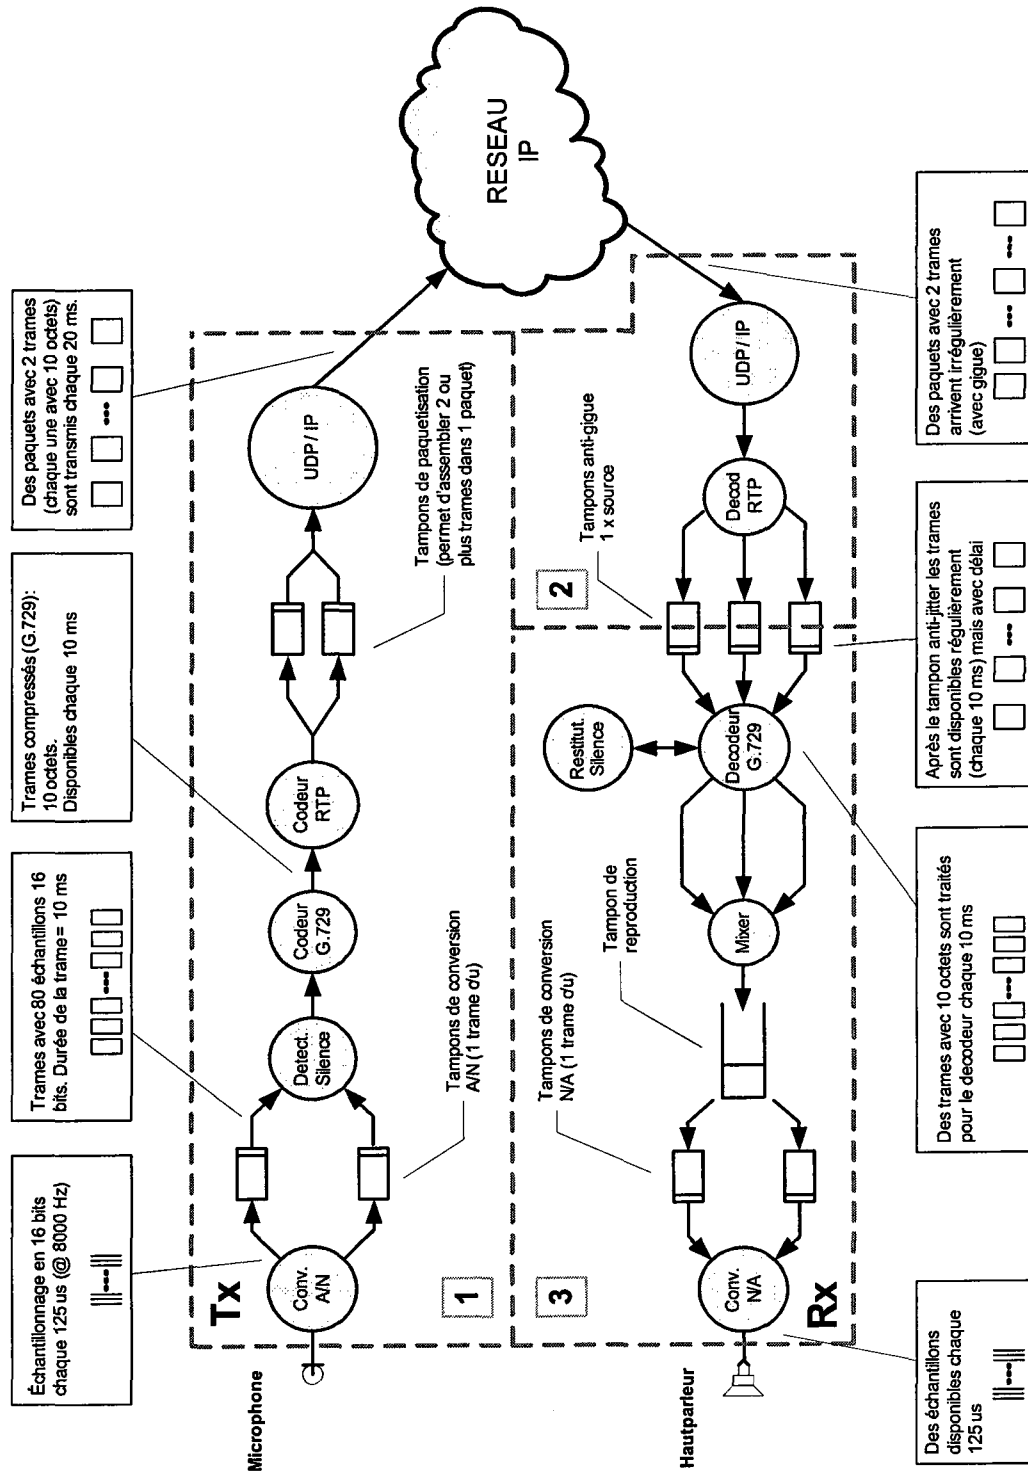 Échantillonage en 16 bits
chaque 125 us (@ 8000 Hz)
Trames avec 80 échantillons 16
bits. Durée de la trame = 10 ms
Trames compressés (G.729):
10 octets.
Disponibles chaque 10 ms
Des paquets avec 2 trames
(chaque une avec 10 octets)
sont transmis chaque 20 ms.
Microphone
Tx
Conv.
A/N
Detect.
Silence
Codeur
G.729
Codeur
RTP
UDP / IP
RESEAU
IP
1
Tampons de conversion
A/N (1 trame d'u)
Tampons de paquetisation
(permet d'assembler 2 ou
plus trames dans 1 paquet)
3
Tampons de conversion
N/A (1 trame d'u)
Tampon de
reproduction
2
Tampons anti-gigue
1 x source
Restitut.
Silence
Hautparleur
Conv.
N/A
Rx
Mixer
Decodeur
G.729
Decod
RTP
UDP / IP
Des échantillons
disponibles chaque
125 us
Des trames avec 10 octets sont traités
pour le decodeur chaque 10 ms
Après le tampon anti-jitter les trames
sont disponibles régulièrement
(chaque 10 ms) mais avec délai
Des paquets avec 2 trames
arrivent irrégulièrement
(avec gigue)